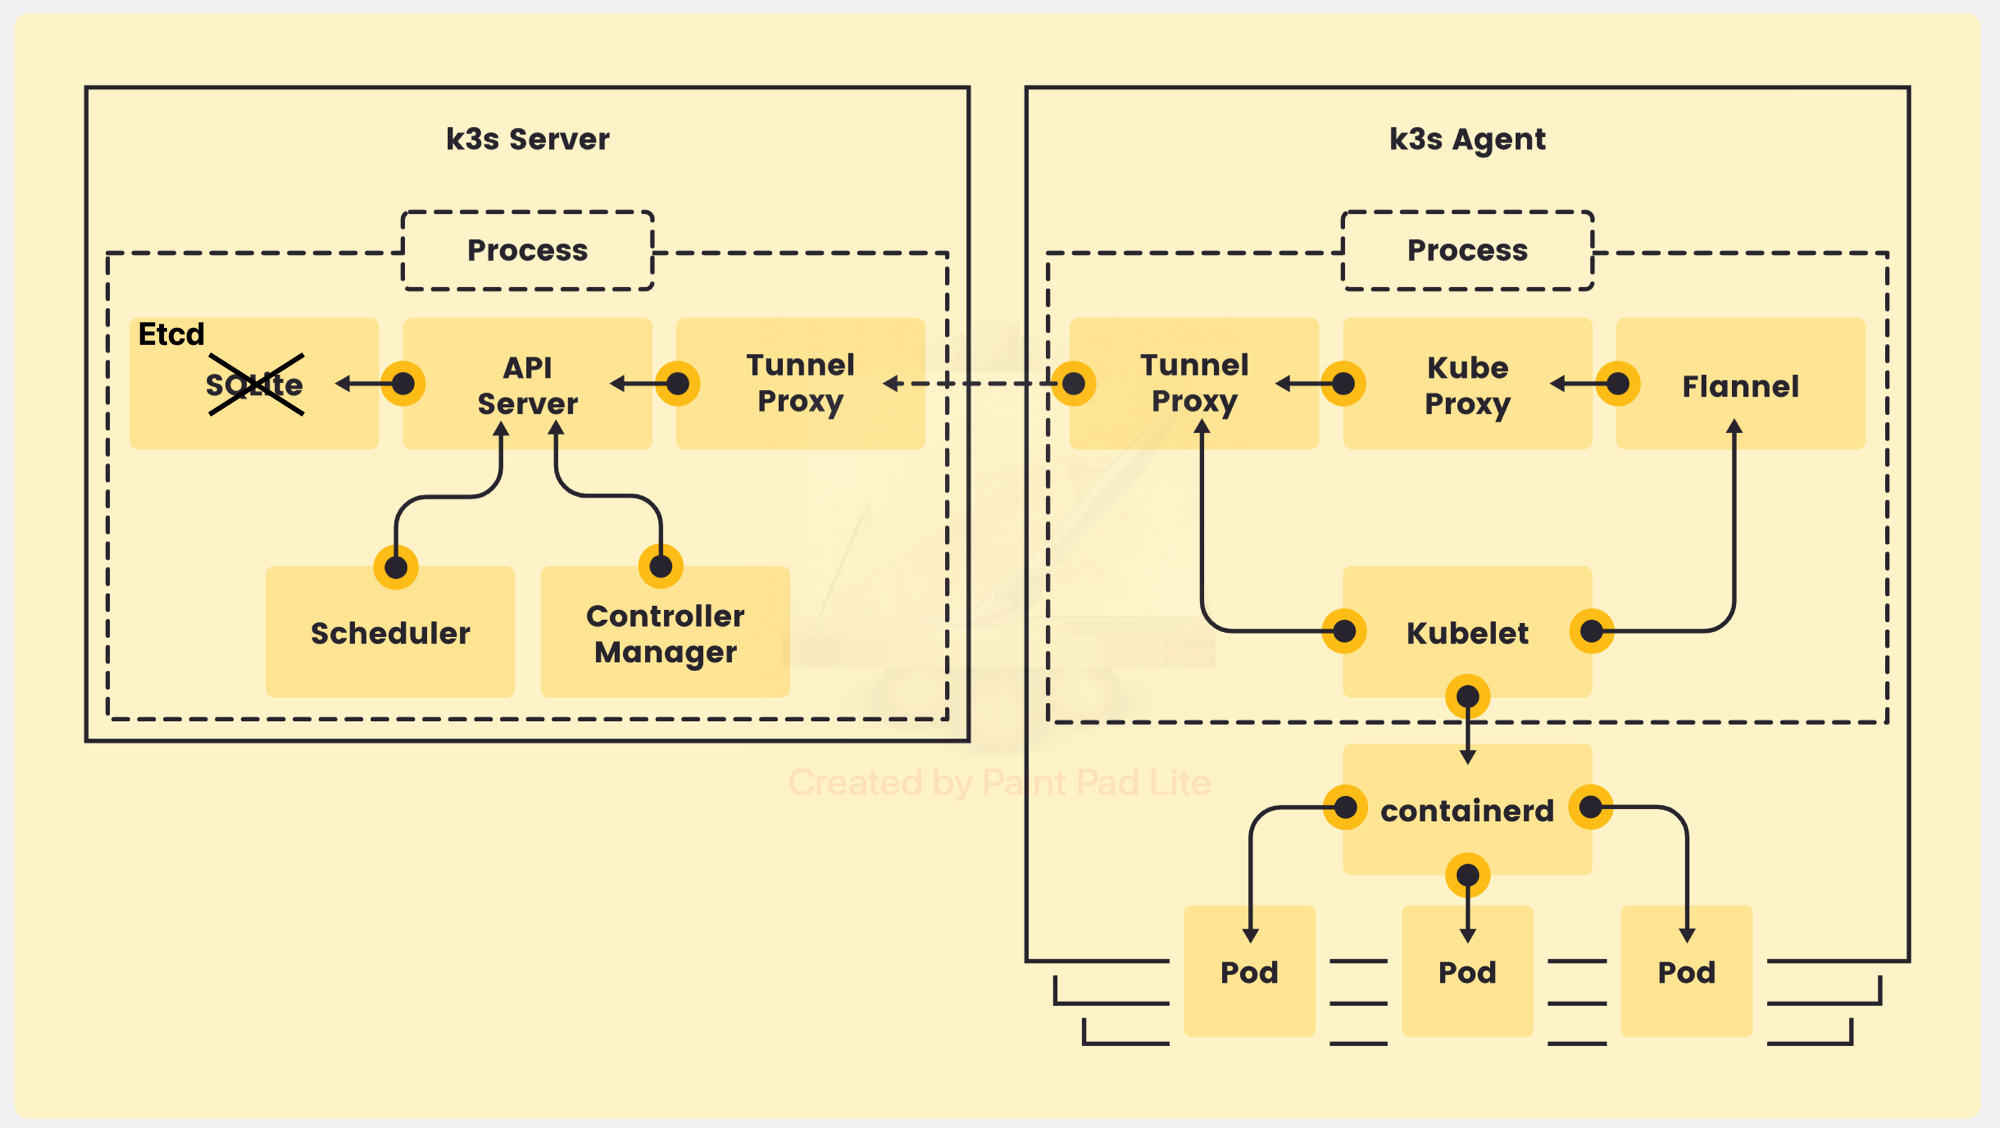 k3s Server
k3s Agent
Process
Process
Etcd
SQLite
API
Server
Tunnel
Proxy
Tunnel
Proxy
Kube
Proxy
Flannel
Scheduler
Controller
Manager
Kubelet
Created by Paint Pad Lite
containerd
Pod
Pod
Pod